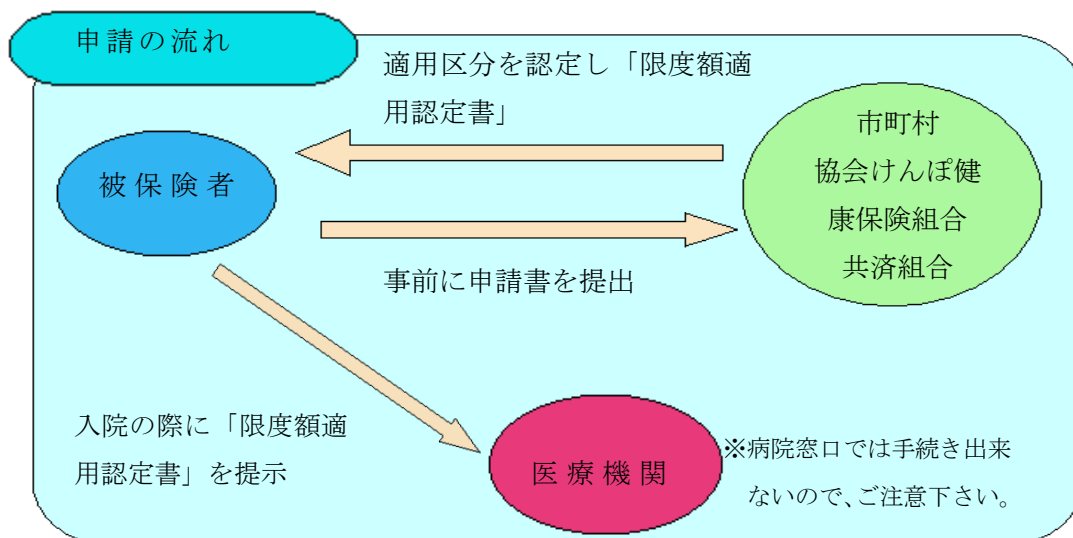 申請の流れ
適用区分を認定し「限度額適
用認定書」
市町村
協会けんぽ健
康保険組合
共済組合
被保険者
事前に申請書を提出
入院の際に「限度額適
用認定書」を提示
医療機関
※病院窓口では手続き出来
ないので、ご注意下さい。